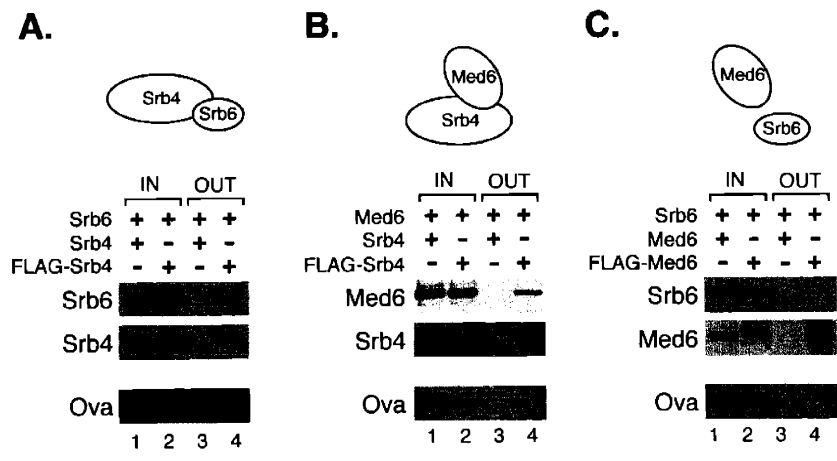 A.
Srb4
Srb6
IN OUT
Srb6 + + + +
Srb4 + - + -
FLAG-Srb4 - + - +
Srb6
Srb4
Ova
1 2 3 4
B.
Med6
Srb4
IN OUT
Med6 + + + +
Srb4 + - + -
FLAG-Srb4 - + - +
Med6
Srb4
Ova
1 2 3 4
C.
Med6
Srb6
IN OUT
Srb6 + + + +
Med6 + - + -
FLAG-Med6 - + - +
Srb6
Med6
Ova
1 2 3 4